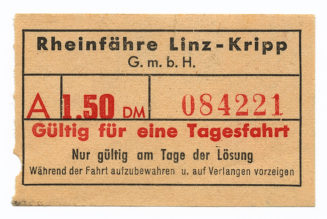 Rheinfähre Linz-Kripp
G.m.b.H.
A 1.50 DM 084221
Gültig für eine Tagesfahrt
Nur gültig am Tage der Lösung
Während der Fahrt aufzubewahren u. auf Verlangen vorzeigen